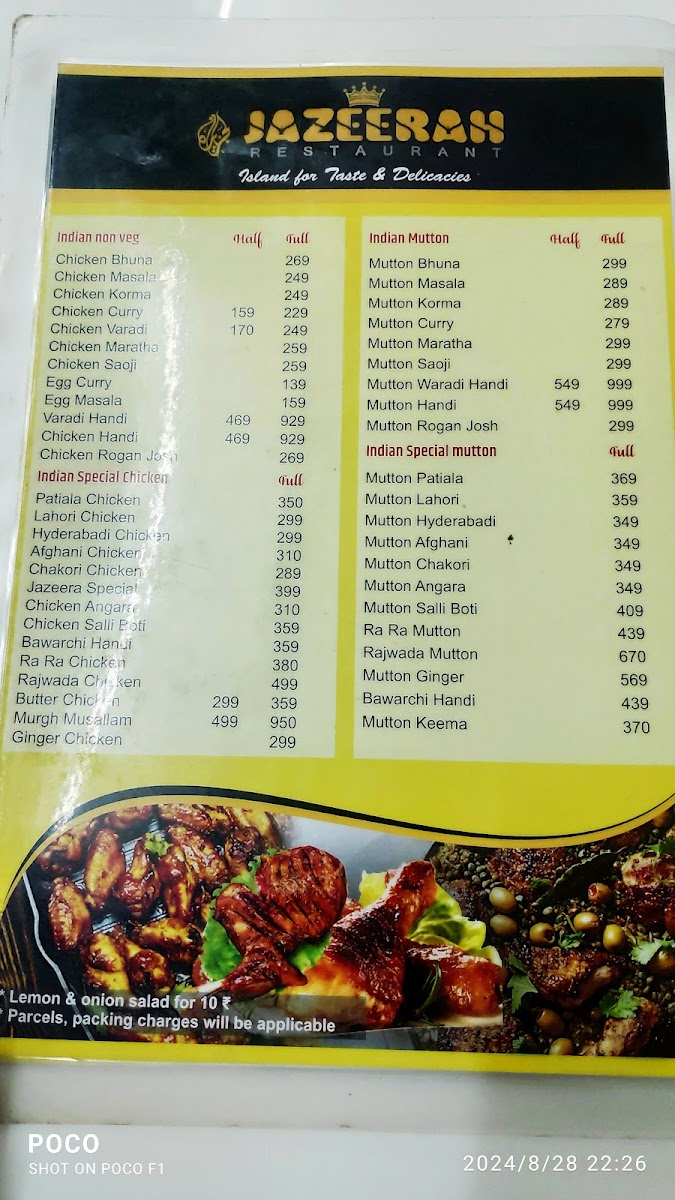 JAZEERAH
RESTAURANT
Island for Taste & Delicacies
Indian non veg Half Full
Chicken Bhuna 269
Chicken Masala 249
Chicken Korma 249
Chicken Curry 159 229
Chicken Varadi 170 249
Chicken Maratha 259
Chicken Saoji 259
Egg Curry 139
Egg Masala 159
Varadi Handi 469 929
Chicken Handi 469 929
Chicken Rogan Josh 269
Indian Special Chicken Full
Patiala Chicken 350
Lahori Chicken 299
Hyderabadi Chicken 299
Afghani Chicken 310
Chakori Chicken 289
Jazeera Special 399
Chicken Angara 310
Chicken Salli Boti 359
Bawarchi Handi 359
Ra Ra Chicken 380
Rajwada Chicken 499
Butter Chicken 299 359
Murgh Musallam 499 950
Ginger Chicken 299
Indian Mutton Half Full
Mutton Bhuna 299
Mutton Masala 289
Mutton Korma 289
Mutton Curry 279
Mutton Maratha 299
Mutton Saoji 299
Mutton Waradi Handi 549 999
Mutton Handi 549 999
Mutton Rogan Josh 299
Indian Special mutton Full
Mutton Patiala 369
Mutton Lahori 359
Mutton Hyderabadi 349
Mutton Afghani 349
Mutton Chakori 349
Mutton Angara 349
Mutton Salli Boti 409
Ra Ra Mutton 439
Rajwada Mutton 670
Mutton Ginger 569
Bawarchi Handi 439
Mutton Keema 370
* Lemon & onion salad for 10 ₹
* Parcels, packing charges will be applicable
POCO
SHOT ON POCO F1
2024/8/28 22:26